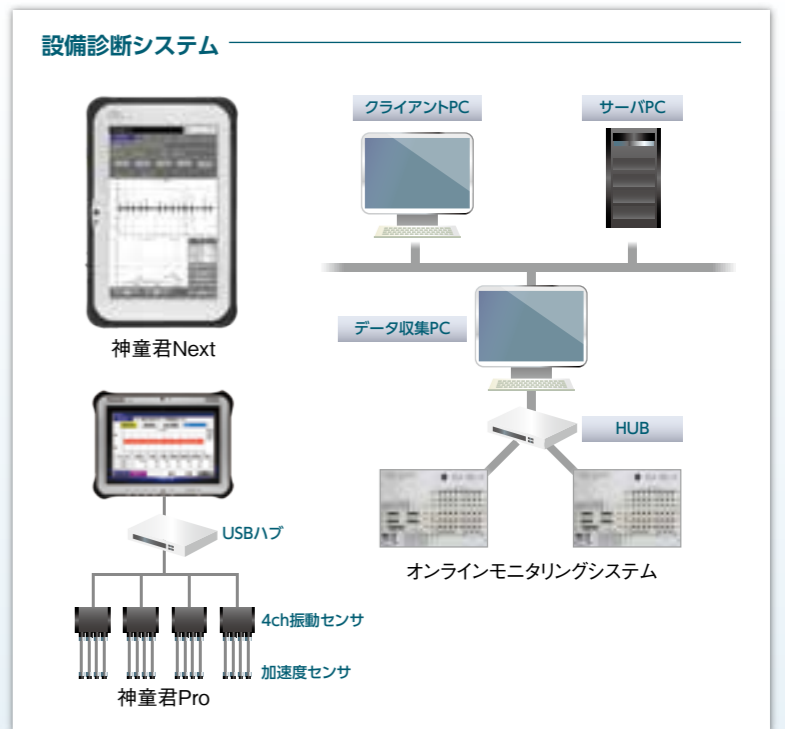 設備診断システム
神童君Next
USBハブ
4ch振動センサ
加速度センサ
神童君Pro
クライアントPC
サーバPC
データ収集PC
HUB
オンラインモニタリングシステム